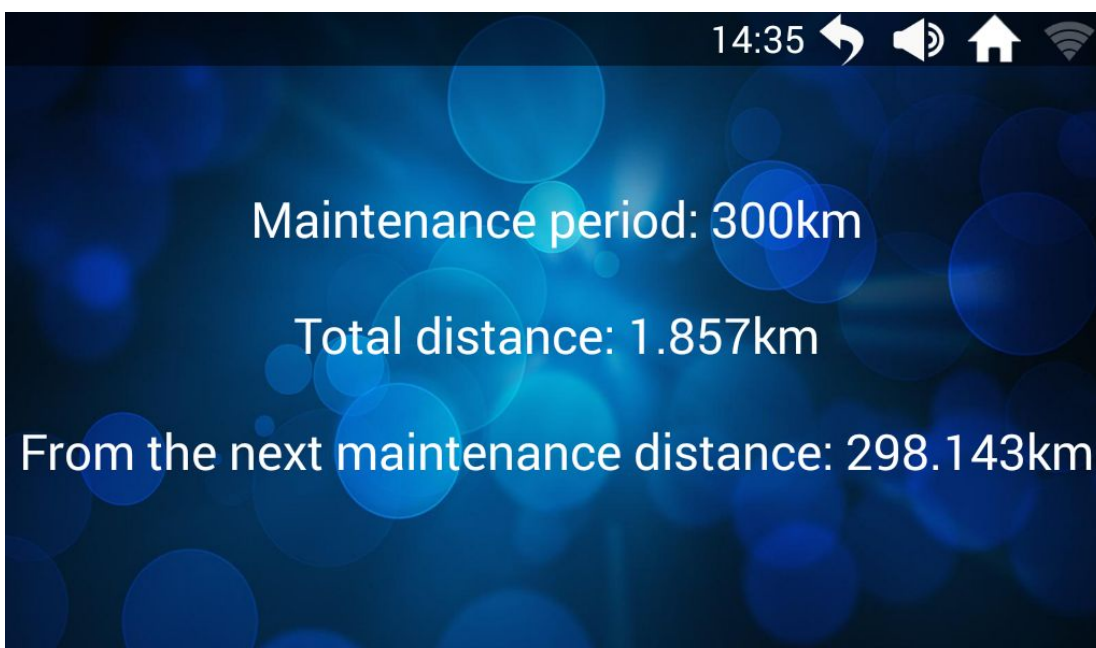 14:35
Maintenance period: 300km
Total distance: 1.857km
From the next maintenance distance: 298.143km